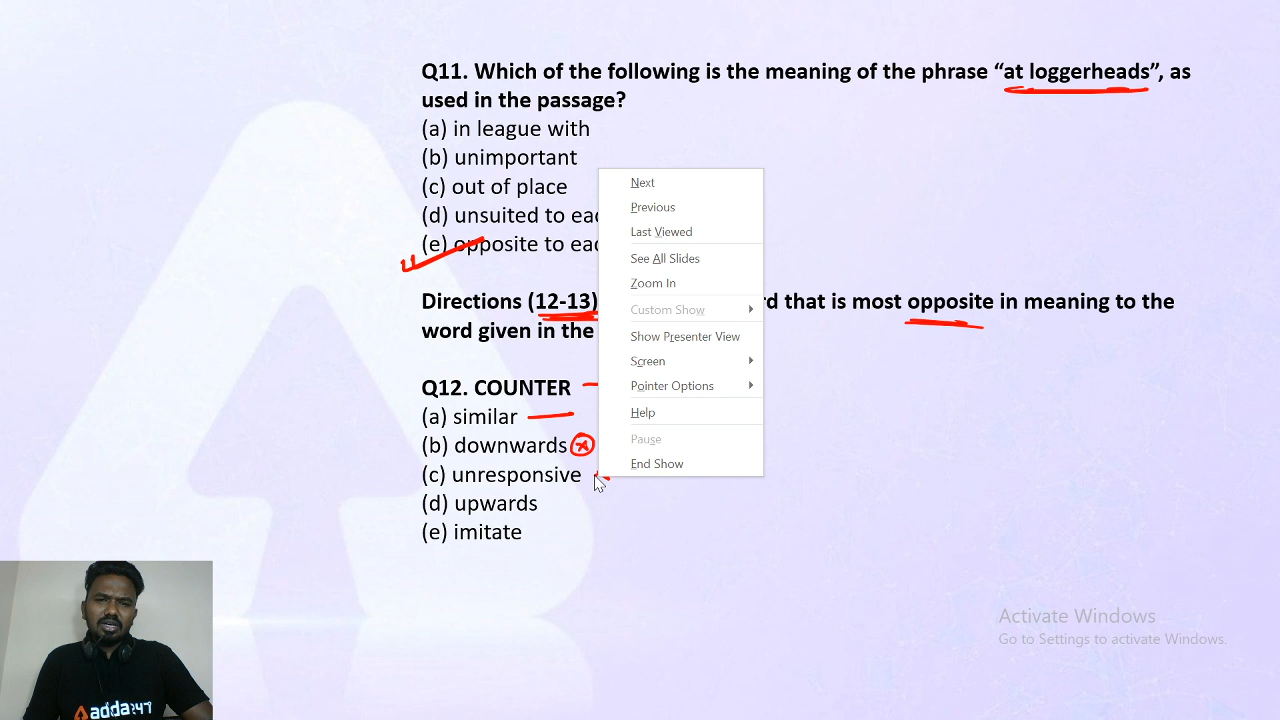 Q11. Which of the following is the meaning of the phrase “at loggerheads”, as
used in the passage?
(a) in league with
(b) unimportant
(c) out of place
(d) unsuited to
(e) opposite to
Directions (12-13) that is most opposite in meaning to the
word given in the
Q12. COUNTER
(a) similar
(b) downwards
(c) unresponsive
(d) upwards
(e) imitate
Next
Previous
Last Viewed
See All Slides
Zoom In
Custom Show
Show Presenter View
Screen
Pointer Options
Help
Pause
End Show
Activate Windows
Go to Settings to activate Windows.
adda247